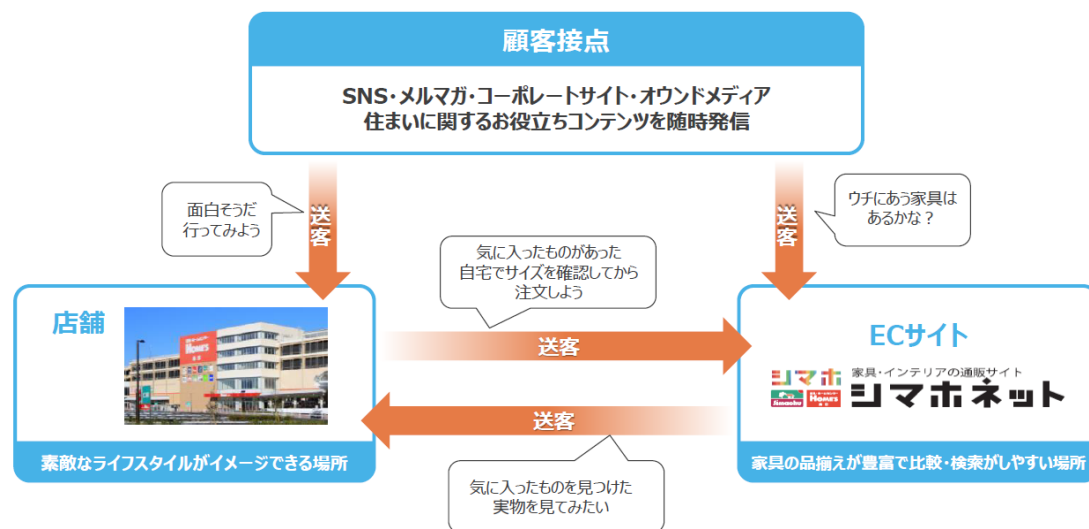 顧客接点
SNS・メルマガ・コーポレートサイト・オウンドメディア
住まいに関するお役立ちコンテンツを随時発信
面白そうだ
行ってみよう
送客
送客
ウチにあう家具は
あるかな？
気に入ったものがあった
自宅でサイズを確認してから
注文しよう
店舗
HOME'S
送客
ECサイト
シマホ
家具・インテリアの通販サイト
シマホネット
Simachu
HOME'S
送客
素敵なライフスタイルがイメージできる場所
家具の品揃えが豊富で比較・検索がしやすい場所
気に入ったものを見つけた
実物を見てみたい